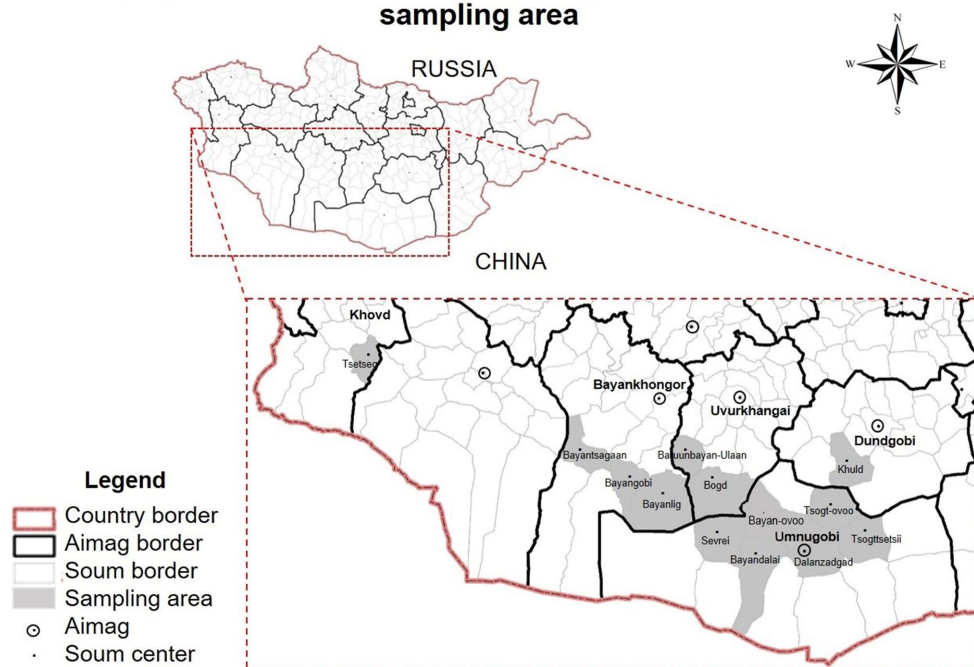 sampling area
N
W
E
S
RUSSIA
CHINA
Khovd
Tsetseg
Bayankhongor
Uvurkhangai
Dundgobi
Bayantsagaan
Baruunbayan-Ulaan
Khuld
Bayangobi
Bogd
Bayanlig
Tsogt-ovoo
Bayan-ovoo
Sevrei
Umnugobi
Tsogttsetsii
Bayandalai
Dalanzadgad
Legend
Country border
Aimag border
Soum border
Sampling area
Aimag
Soum center